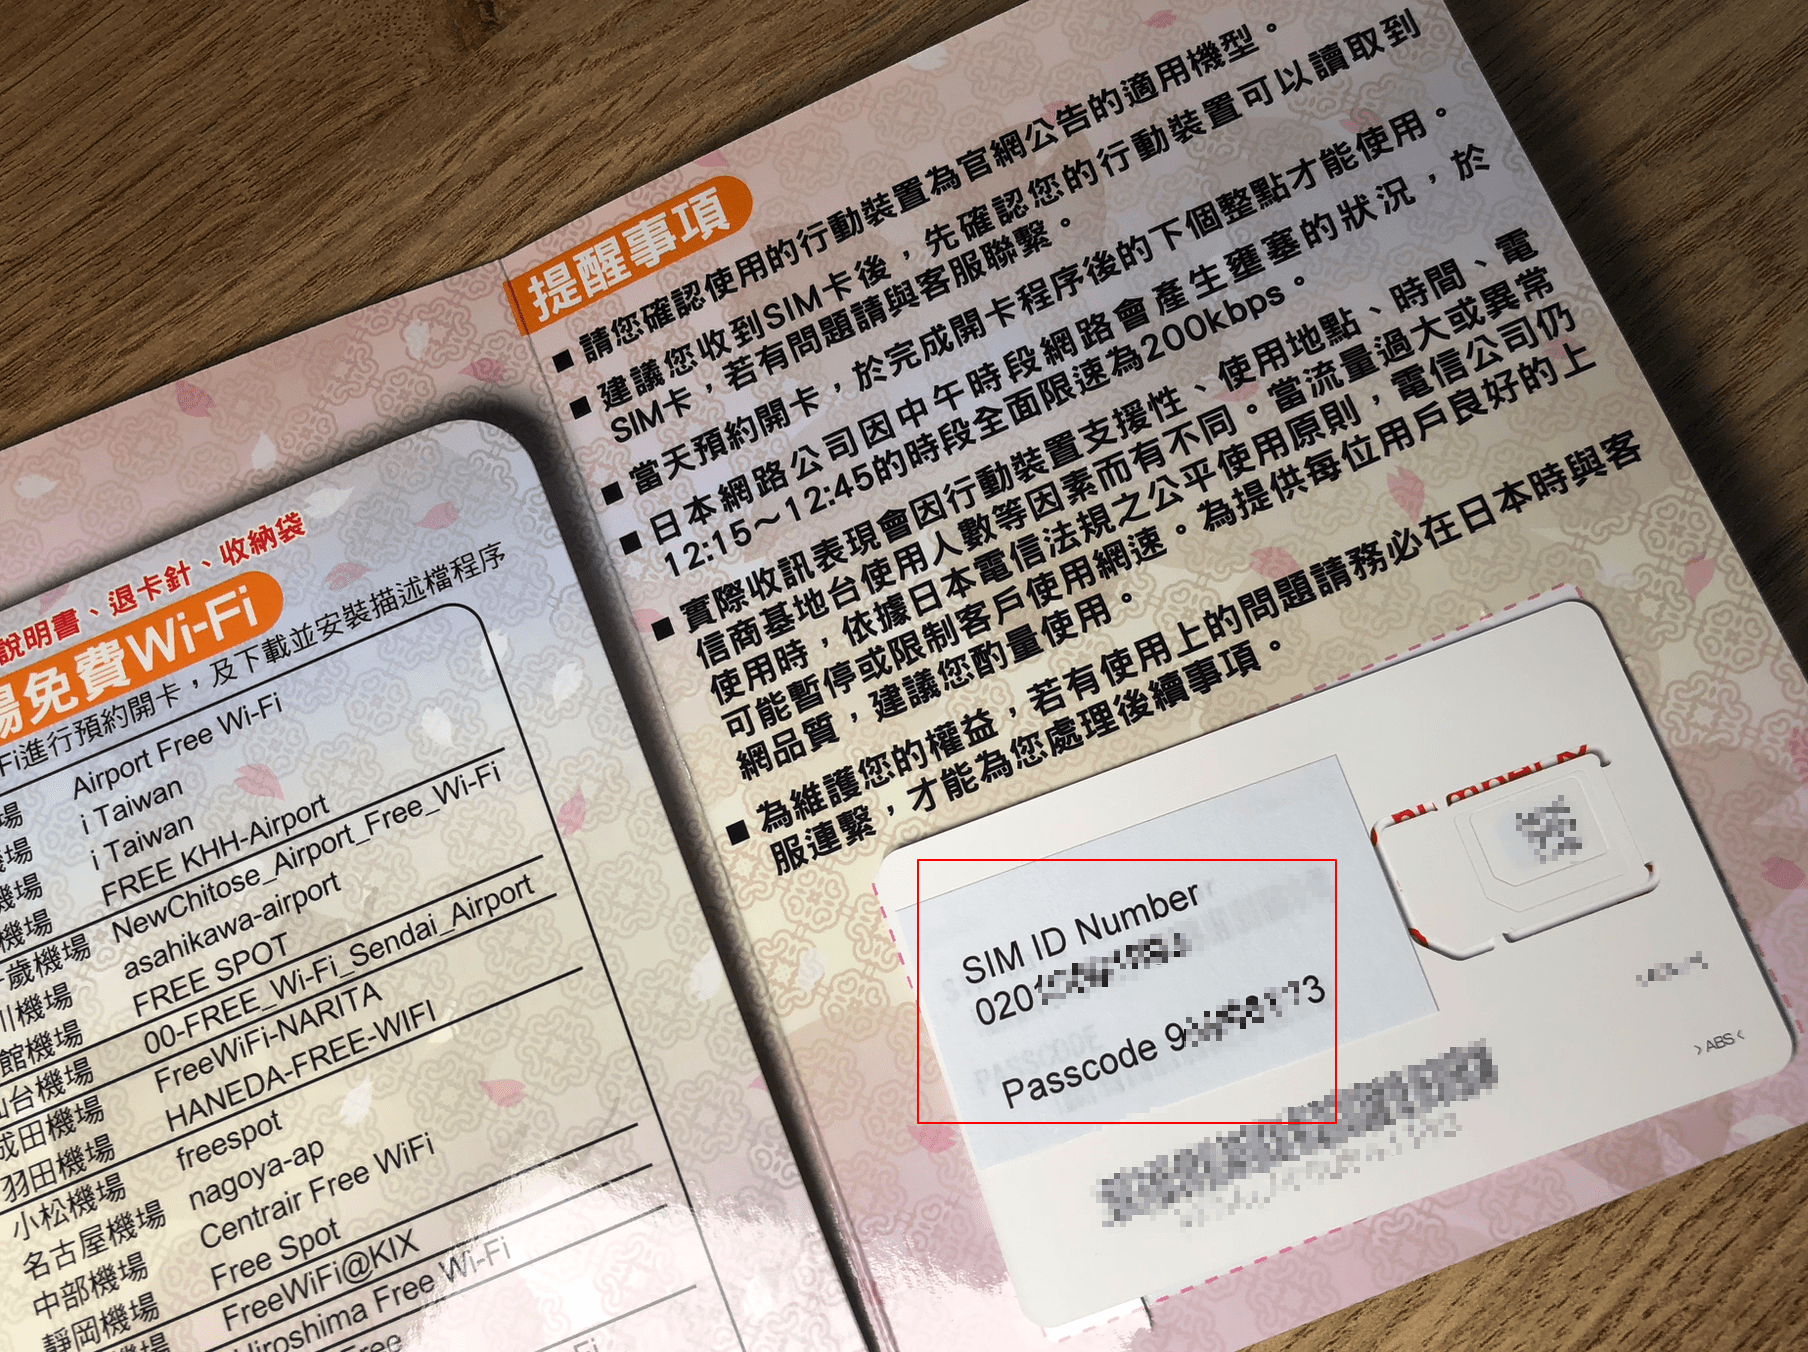 說明書、退卡針、收納袋
場免費Wi-Fi
Fi進行預約開卡，及下載並安裝描述檔程序
Airport Free Wi-Fi
場 i Taiwan
機場 i Taiwan
機場 FREE KHH-Airport
機場 NewChitose_Airport_Free_Wi-Fi
歲機場 asahikawa-airport
川機場 FREE SPOT
館機場 00-FREE_Wi-Fi_Sendai_Airport
台機場 FreeWiFi-NARITA
成田機場 HANEDA-FREE-WIFI
羽田機場 freespot
小松機場 nagoya-ap
名古屋機場 Centrair Free WiFi
中部機場 Free Spot
靜岡機場 FreeWiFi@KIX
Hiroshima Free Wi-Fi
提醒事項
■ 請您確認使用的行動裝置為官網公告的適用機型。
■ 建議您收到SIM卡後，先確認您的行動裝置可以讀取到
SIM卡，若有問題請與客服聯繫。
■ 當天預約開卡，於完成開卡程序後的下個整點才能使用。
■ 日本網路公司因中午時段網路會產生壅塞的狀況，於
12:15～12:45的時段全面限速為200kbps。
■ 實際收訊表現會因行動裝置支援性、使用地點、時間、電
信商基地台使用人數等因素而有不同。當流量過大或異常
使用時，依據日本電信法規之公平使用原則，電信公司仍
可能暫停或限制客戶使用網速。為提供每位用戶良好的上
網品質，建議您酌量使用。
■ 為維護您的權益，若有使用上的問題請務必在日本時與客
服連繫，才能為您處理後續事項。
SIM ID Number
020
Passcode 9
ABS